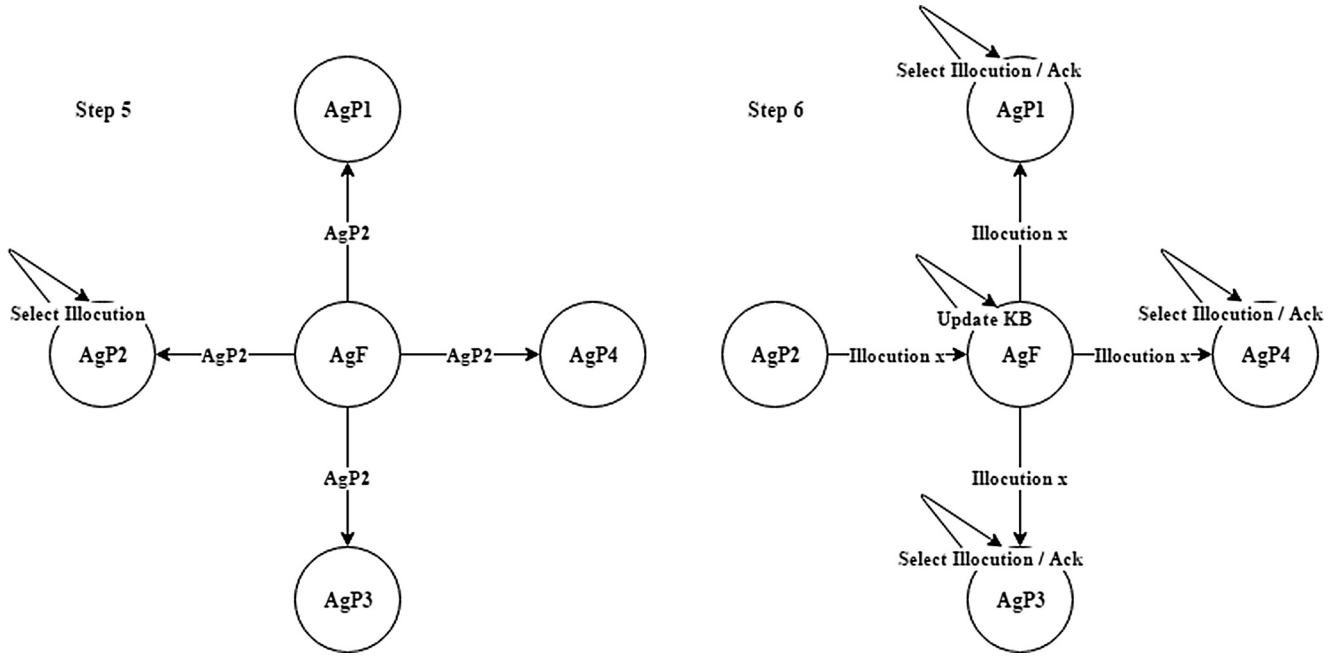 Step 5
AgP1
AgP2
Select Illocution
AgP2
AgP2
AgF
AgP2
AgP4
AgP2
AgP3
Step 6
Select Illocution / Ack
AgP1
Illocution x
Update KB
AgP2
Illocution x
AgF
Illocution x
Select Illocution / Ack
AgP4
Illocution x
Select Illocution / Ack
AgP3